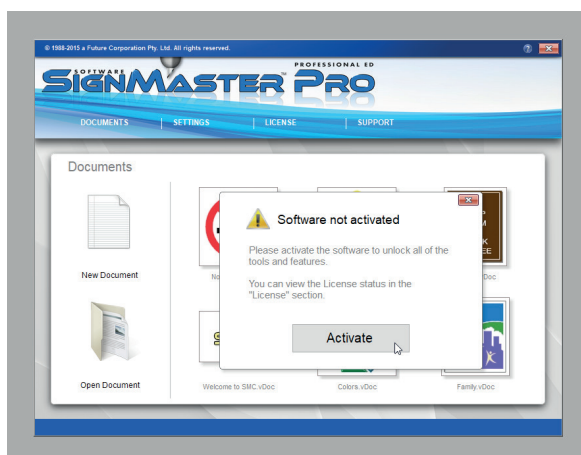 © 1988-2015 a Future Corporation Pty. Ltd. All rights reserved.
SOFTWARE
PROFESSIONAL ED
SIGNMASTER™ PRO
DOCUMENTS
SETTINGS
LICENSE
SUPPORT
Documents
Software not activated
Please activate the software to unlock all of the
tools and features.
You can view the License status in the
"License" section.
Activate
New Document
Open Document
Welcome to SMC.vDoc
Colors.vDoc
Family.vDoc